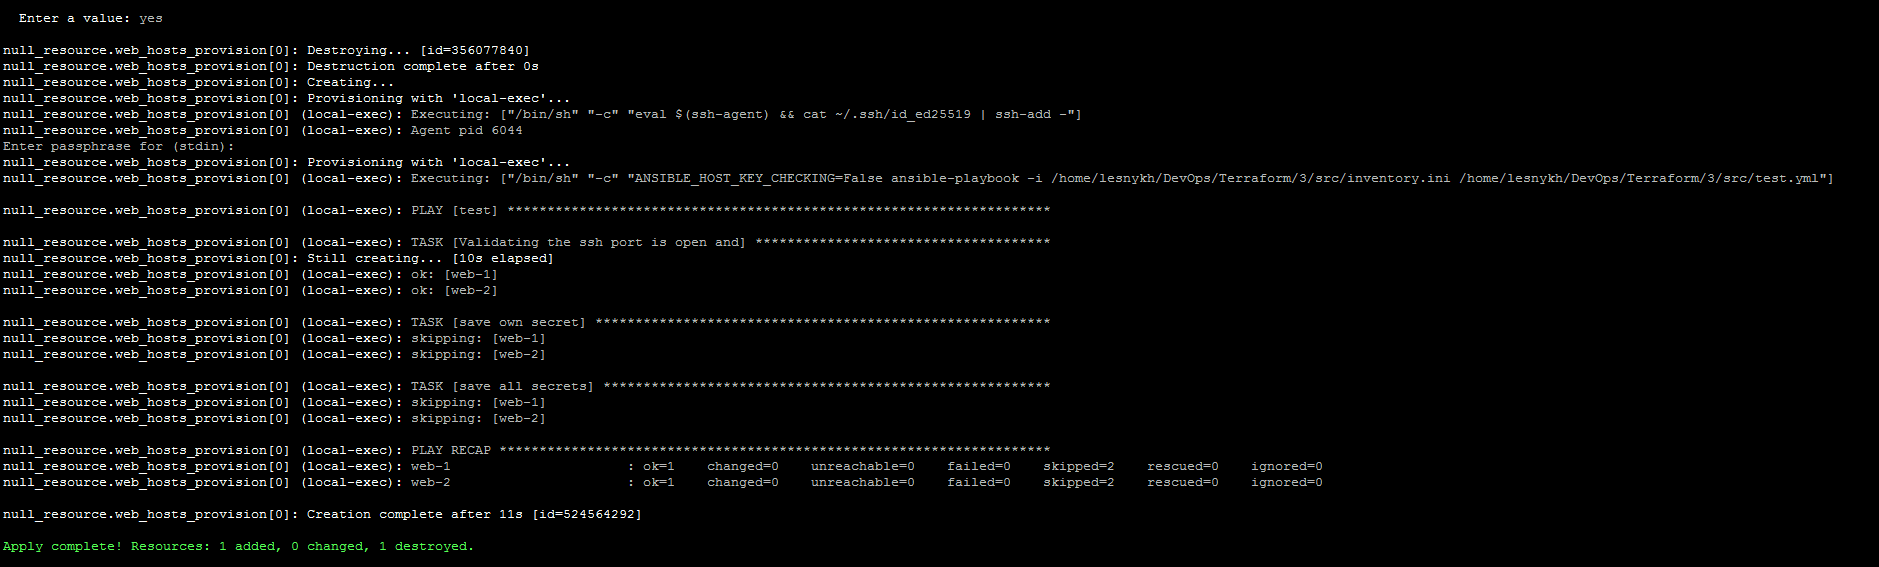 Enter a value: yes
null_resource.web_hosts_provision[0]: Destroying... [id=356077840]
null_resource.web_hosts_provision[0]: Destruction complete after 0s
null_resource.web_hosts_provision[0]: Creating...
null_resource.web_hosts_provision[0]: Provisioning with 'local-exec'...
null_resource.web_hosts_provision[0] (local-exec): Executing: ["/bin/sh" "-c" "eval $(ssh-agent) && cat ~/.ssh/id_ed25519 | ssh-add -"]
null_resource.web_hosts_provision[0] (local-exec): Agent pid 6044
Enter passphrase for (stdin):
null_resource.web_hosts_provision[0]: Provisioning with 'local-exec'...
null_resource.web_hosts_provision[0] (local-exec): Executing: ["/bin/sh" "-c" "ANSIBLE_HOST_KEY_CHECKING=False ansible-playbook -i /home/lesnykh/DevOps/Terraform/3/src/inventory.ini /home/lesnykh/DevOps/Terraform/3/src/test.yml"]
null_resource.web_hosts_provision[0] (local-exec): PLAY [test] ********************************************************************
null_resource.web_hosts_provision[0] (local-exec): TASK [Validating the ssh port is open and] *************************************
null_resource.web_hosts_provision[0]: Still creating... [10s elapsed]
null_resource.web_hosts_provision[0] (local-exec): ok: [web-1]
null_resource.web_hosts_provision[0] (local-exec): ok: [web-2]
null_resource.web_hosts_provision[0] (local-exec): TASK [save own secret] *********************************************************
null_resource.web_hosts_provision[0] (local-exec): skipping: [web-1]
null_resource.web_hosts_provision[0] (local-exec): skipping: [web-2]
null_resource.web_hosts_provision[0] (local-exec): TASK [save all secrets] ********************************************************
null_resource.web_hosts_provision[0] (local-exec): skipping: [web-1]
null_resource.web_hosts_provision[0] (local-exec): skipping: [web-2]
null_resource.web_hosts_provision[0] (local-exec): PLAY RECAP *********************************************************************
null_resource.web_hosts_provision[0] (local-exec): web-1                      : ok=1    changed=0    unreachable=0    failed=0    skipped=2    rescued=0    ignored=0
null_resource.web_hosts_provision[0] (local-exec): web-2                      : ok=1    changed=0    unreachable=0    failed=0    skipped=2    rescued=0    ignored=0
null_resource.web_hosts_provision[0]: Creation complete after 11s [id=524564292]
Apply complete! Resources: 1 added, 0 changed, 1 destroyed.